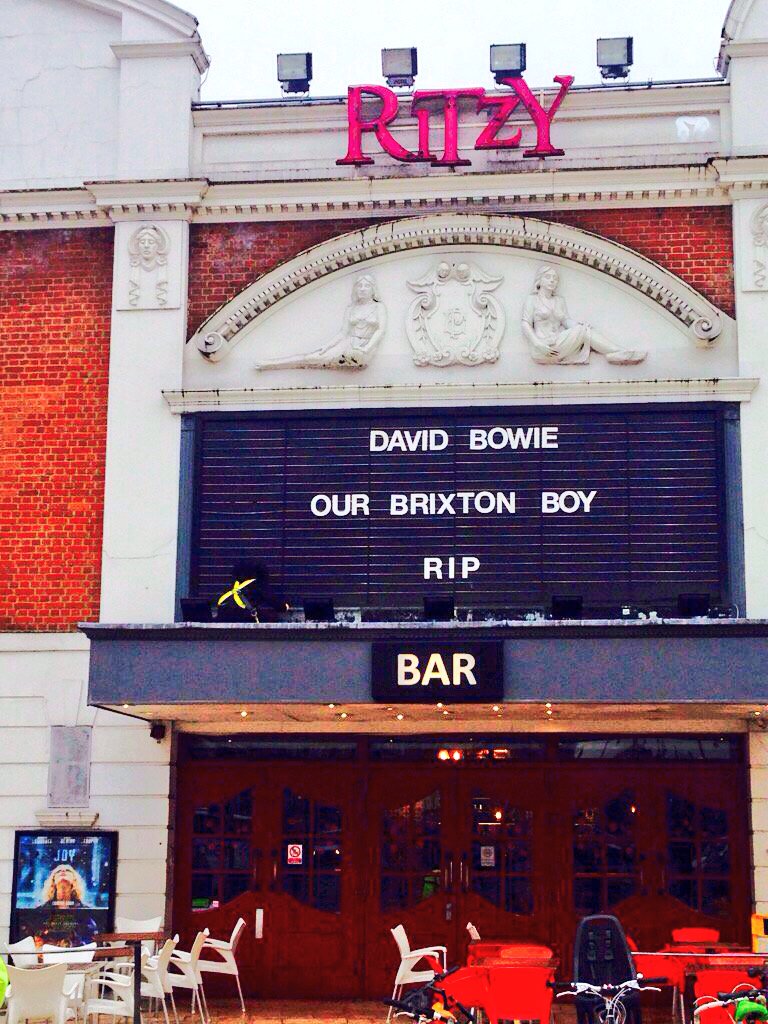 RITZY
DAVID BOWIE
OUR BRIXTON BOY
RIP
BAR
JOY